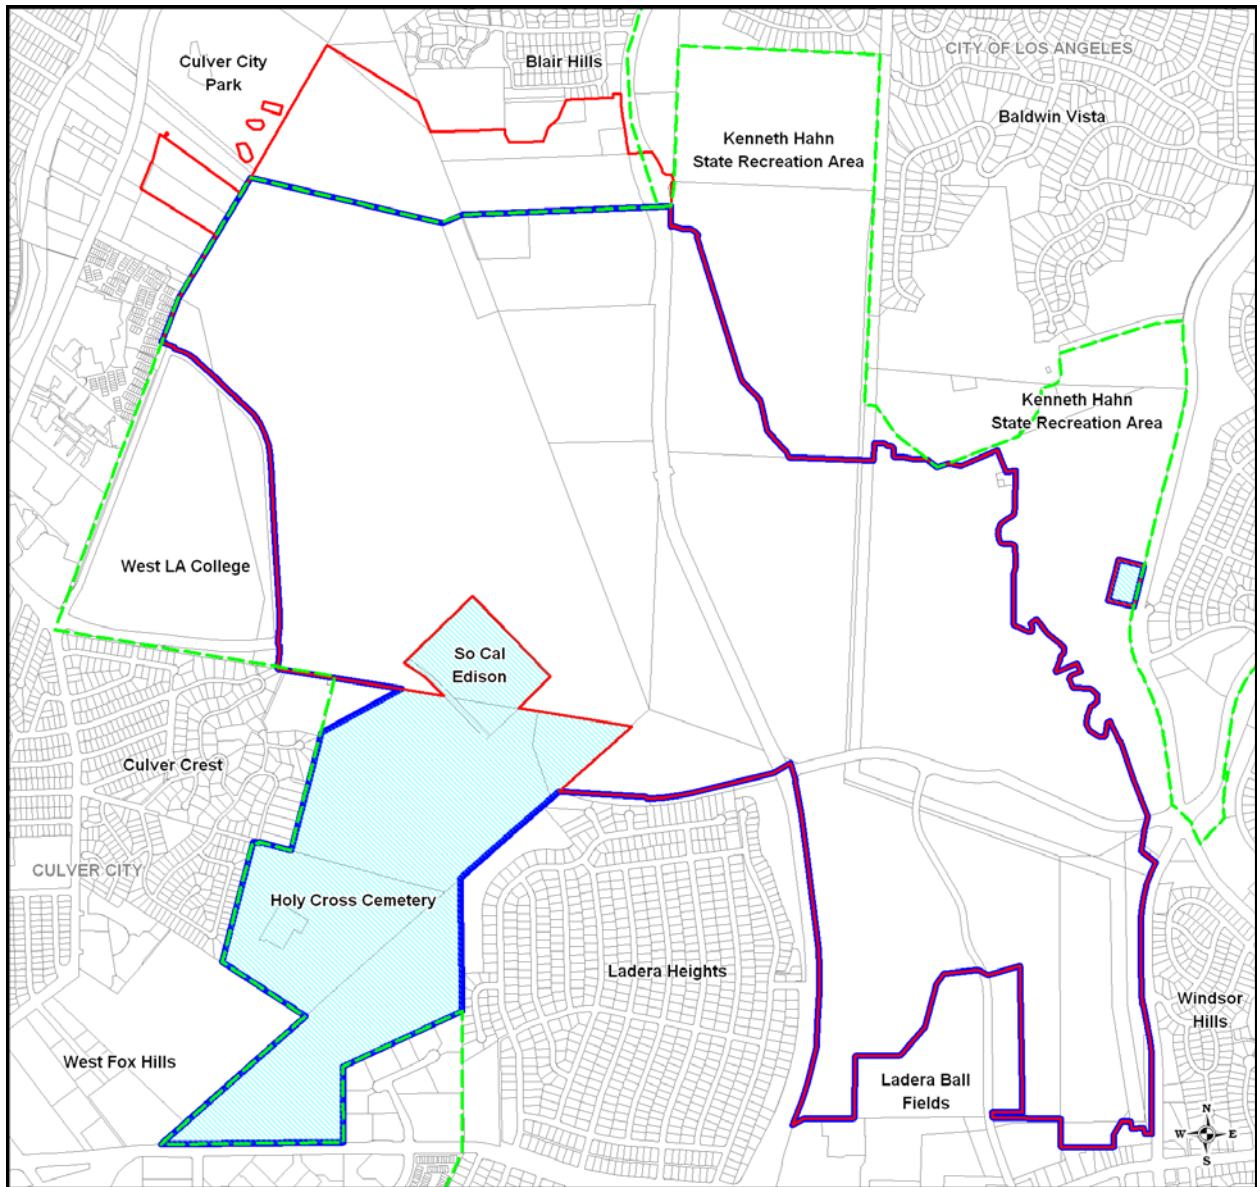 CITY OF LOS ANGELES
Culver City
Park
Blair Hills
Baldwin Vista
Kenneth Hahn
State Recreation Area
Kenneth Hahn
State Recreation Area
West LA College
So Cal
Edison
Culver Crest
CULVER CITY
Holy Cross Cemetery
Ladera Heights
Windsor
Hills
West Fox Hills
Ladera Ball
Fields
N
W E
S